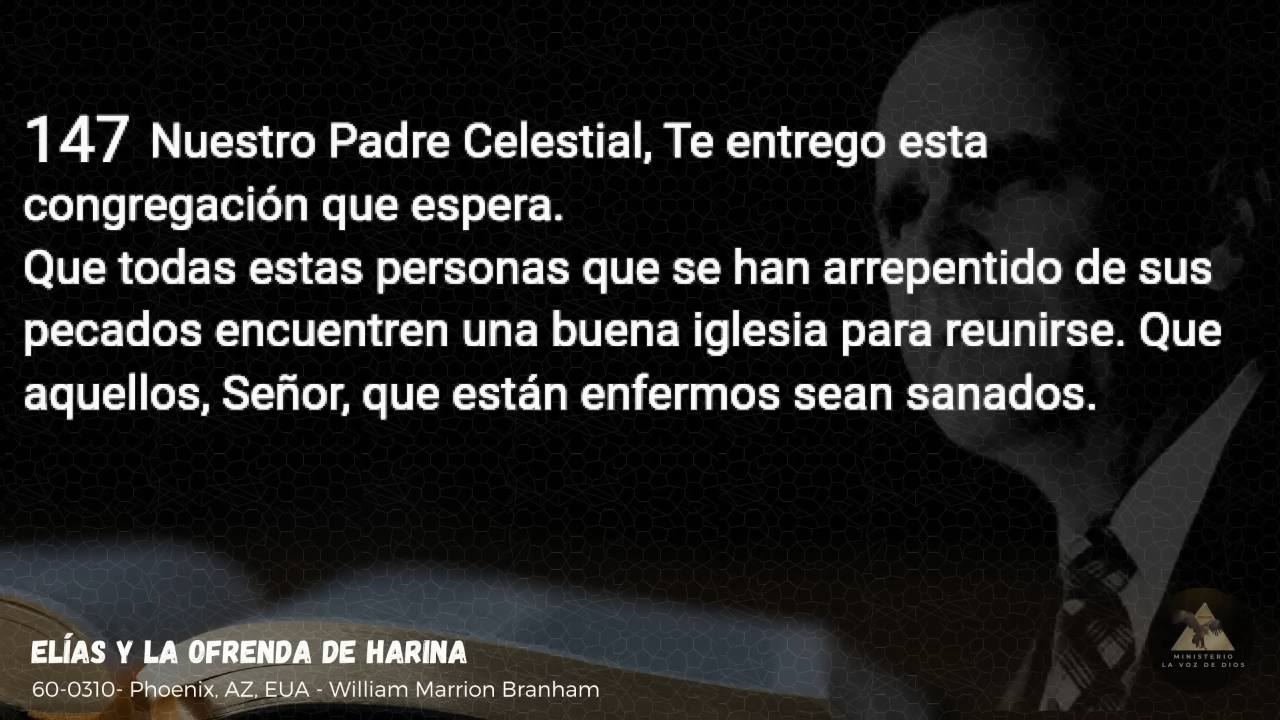 147 Nuestro Padre Celestial, Te entrego esta
congregación que espera.
Que todas estas personas que se han arrepentido de sus
pecados encuentren una buena iglesia para reunirse. Que
aquellos, Señor, que están enfermos sean sanados.
ELÍAS Y LA OFRENDA DE HARINA
60-0310- Phoenix, AZ, EUA - William Marrion Branham
MINISTERIO
LA VOZ DE DIOS